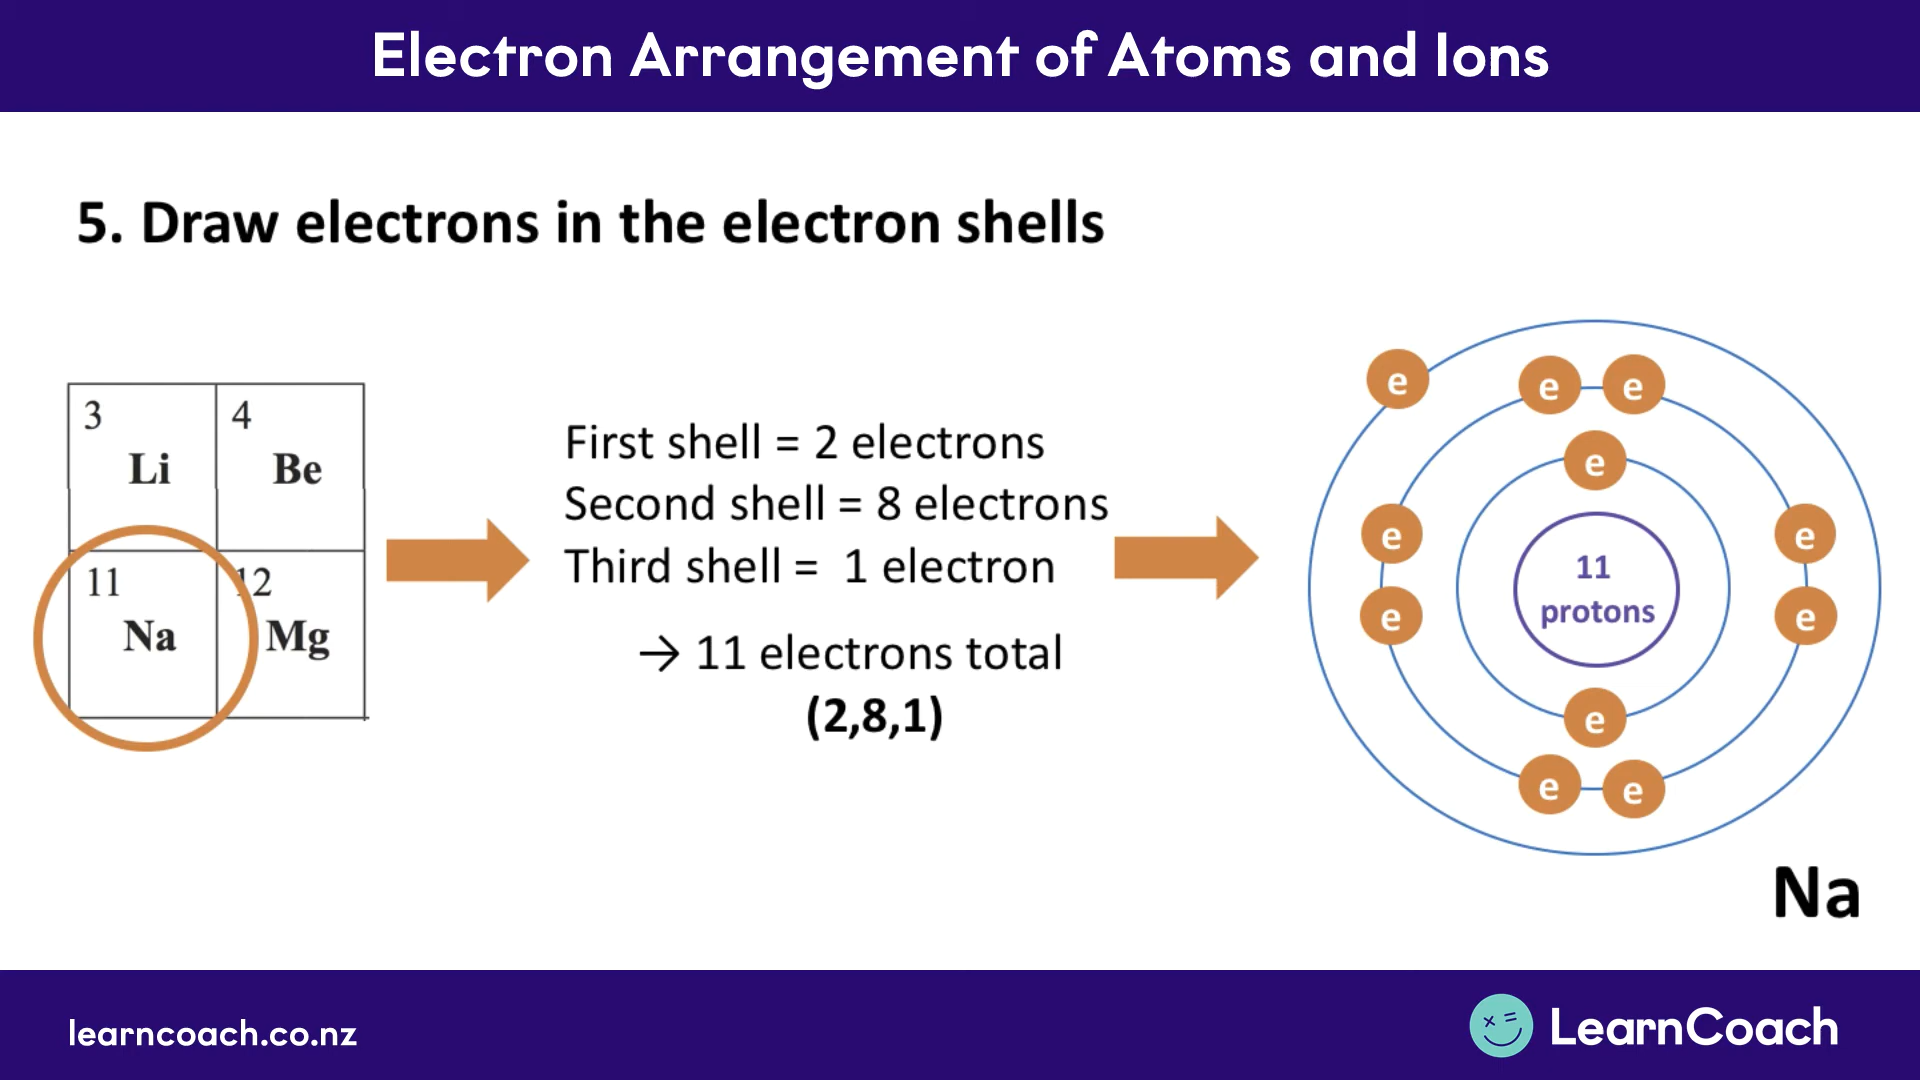 Electron Arrangement of Atoms and Ions
5. Draw electrons in the electron shells
3
Li
4
Be
11
Na
12
Mg
First shell = 2 electrons
Second shell = 8 electrons
Third shell = 1 electron
→ 11 electrons total
(2,8,1)
e
e e
e
e e
11
protons
e e
e
e e
Na
learncoach.co.nz
x =
LearnCoach